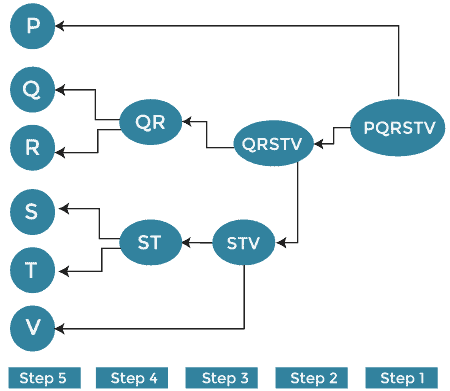 P
Q
R
S
T
V
QR
ST
QRSTV
STV
PQRSTV
Step 5
Step 4
Step 3
Step 2
Step 1